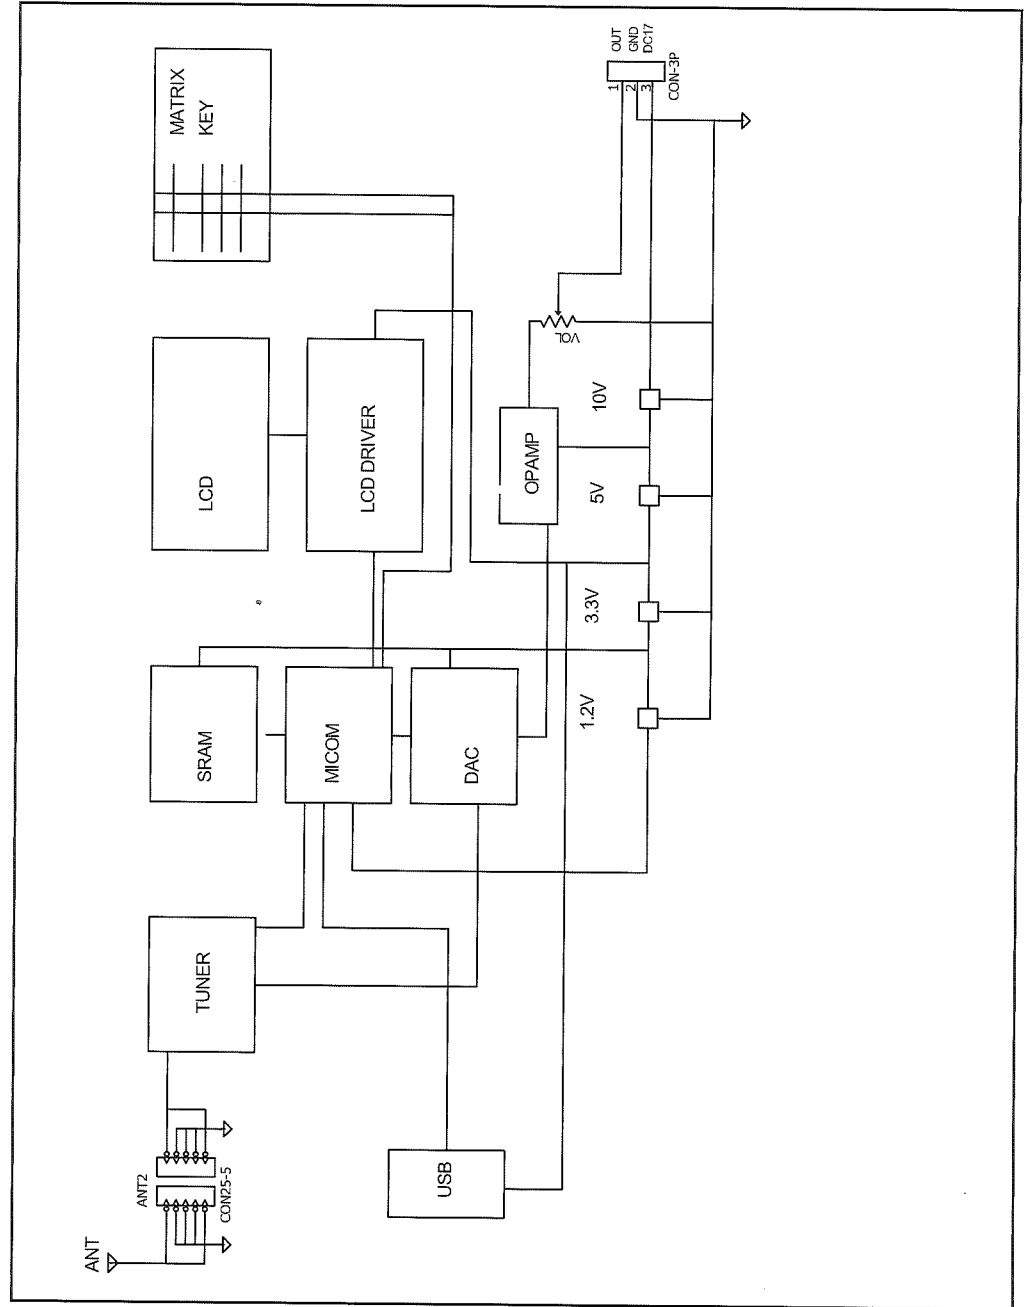 ANT
ANT2
CON25-5
TUNER
USB
SRAM
MICOM
DAC
LCD
LCD DRIVER
MATRIX
KEY
OPAMP
VOL
1.2V
3.3V
5V
10V
1
2
3
OUT
GND
DC17
CON-3P